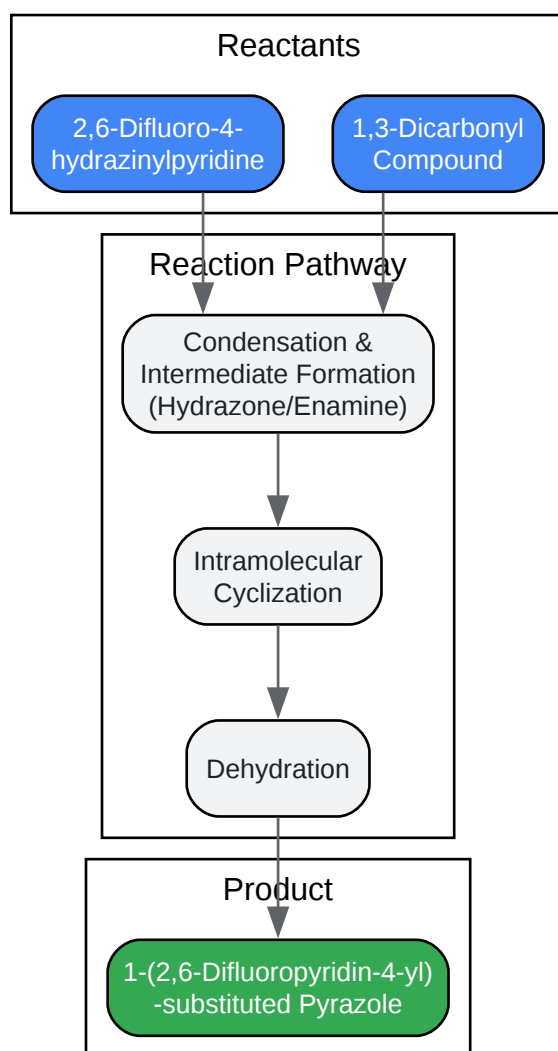 Reactants
2,6-Difluoro-4-
hydrazinylpyridine
1,3-Dicarbonyl
Compound
Reaction Pathway
Condensation &
Intermediate Formation
(Hydrazone/Enamine)
Intramolecular
Cyclization
Dehydration
Product
1-(2,6-Difluoropyridin-4-yl)
-substituted Pyrazole